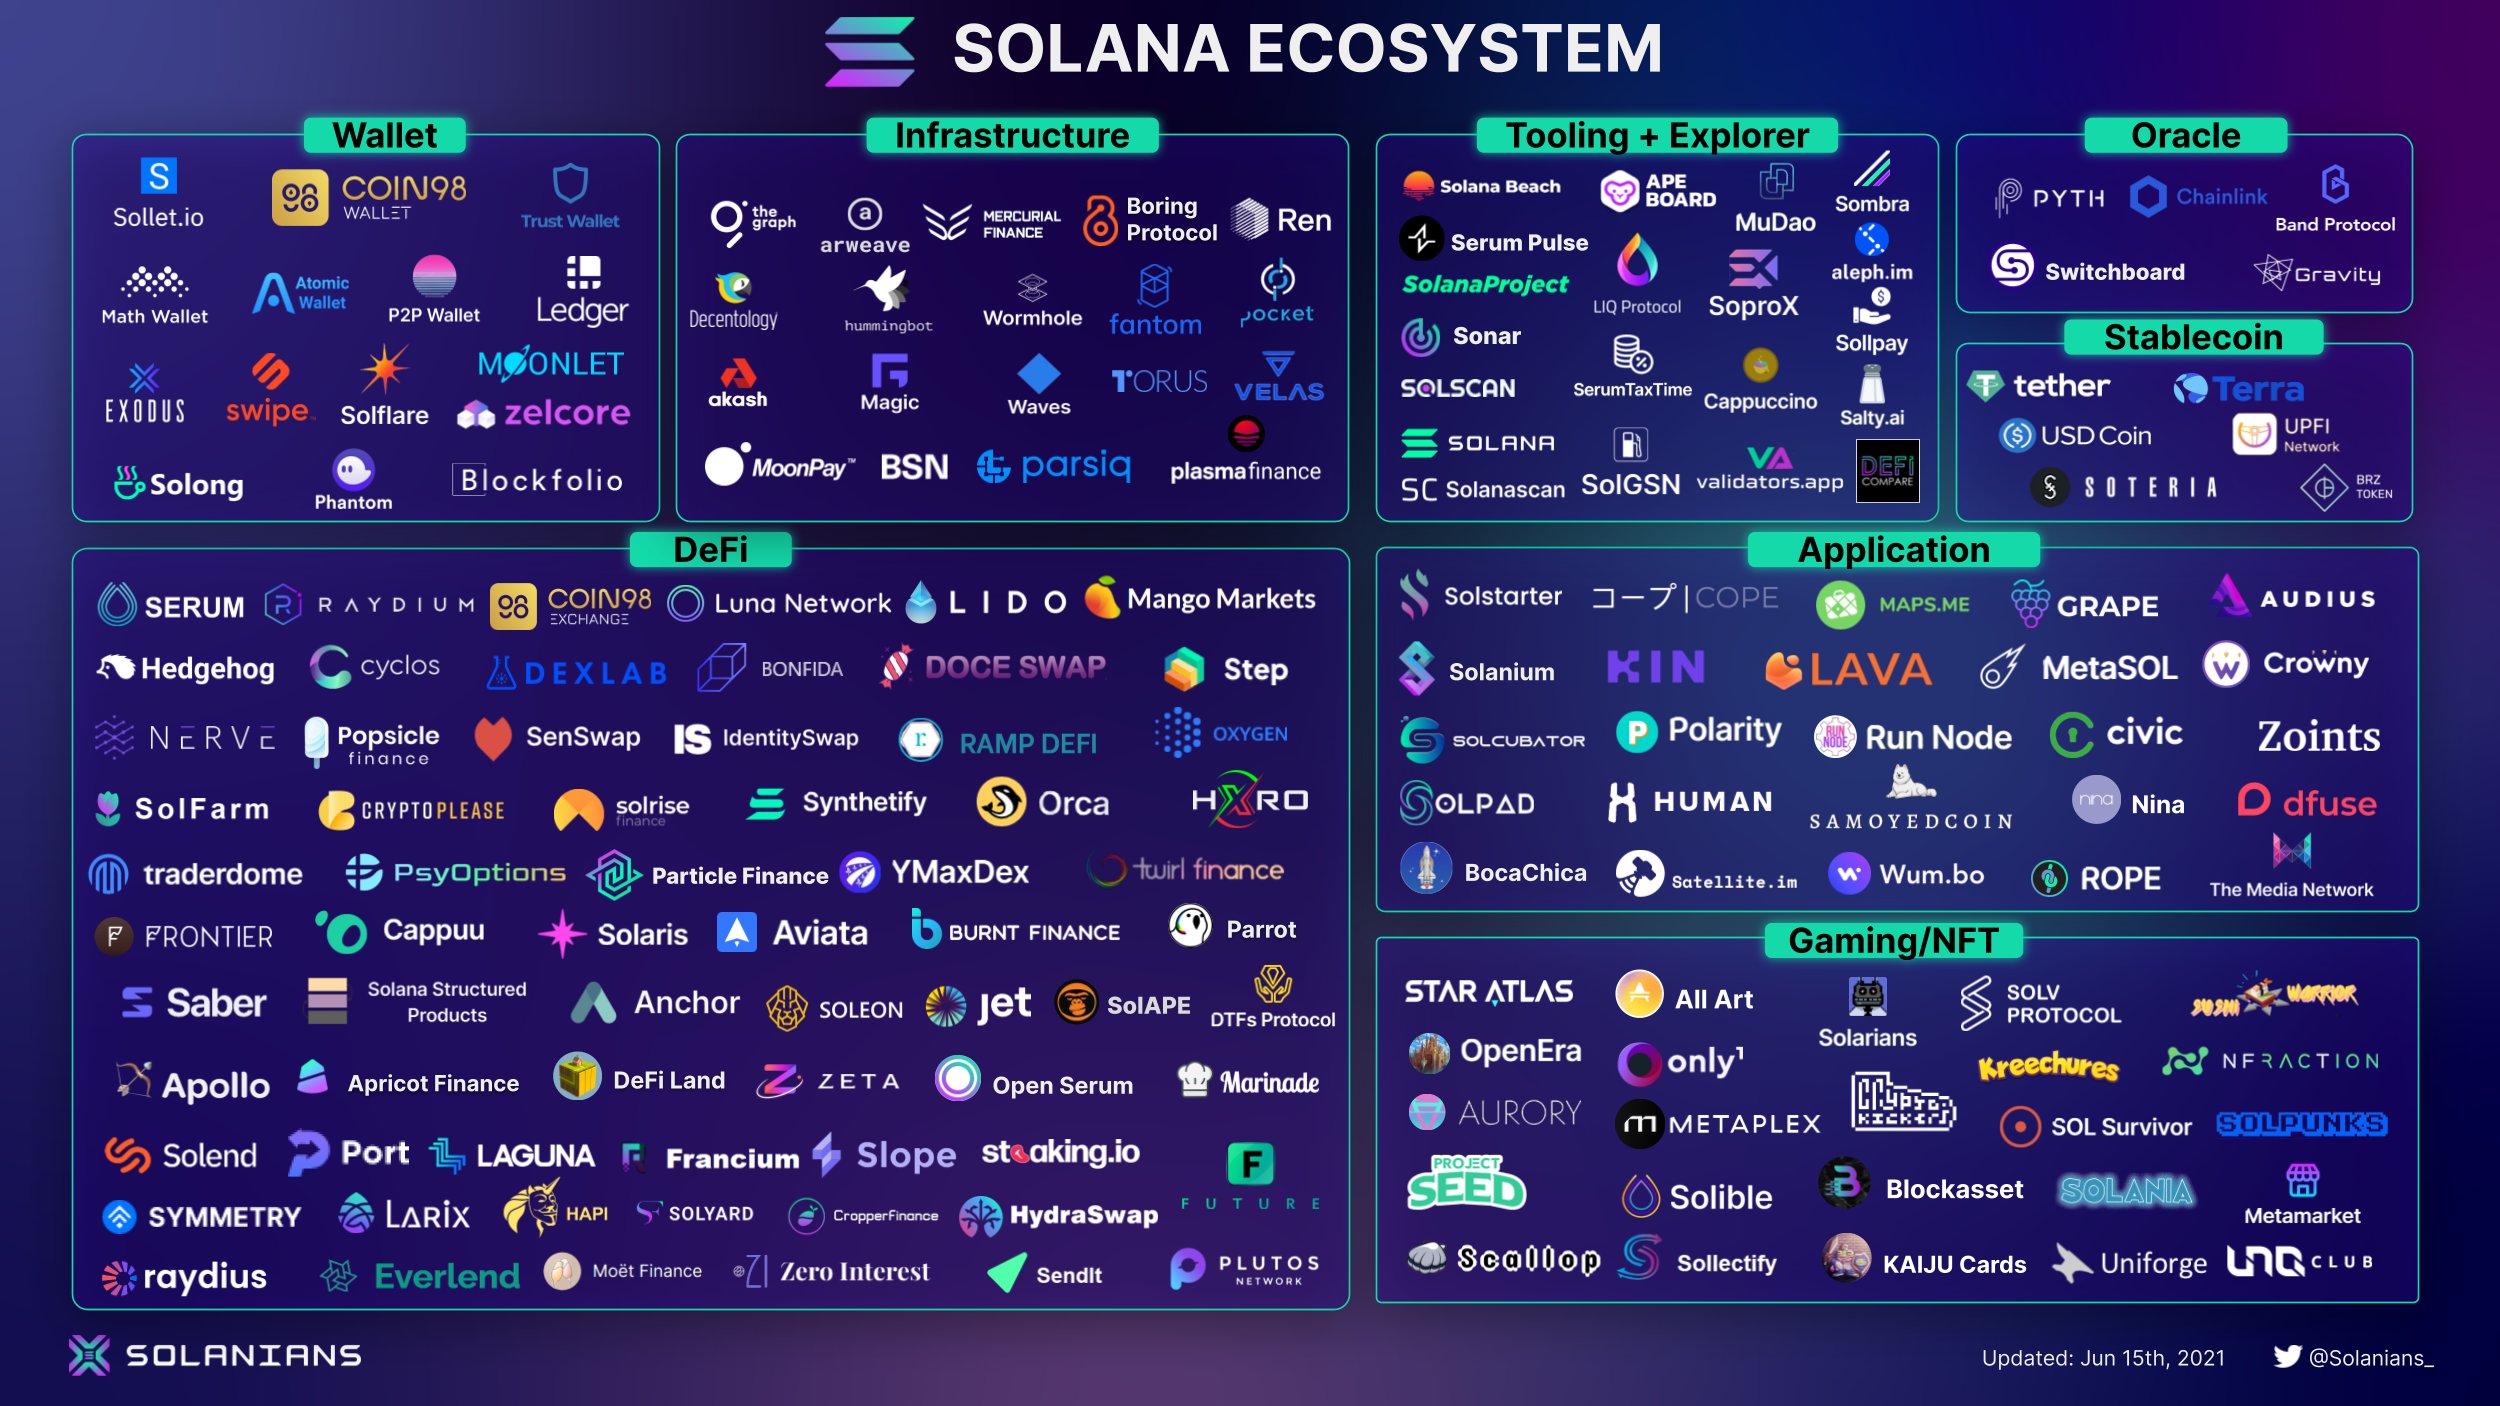 SOLANA ECOSYSTEM
Wallet
S
Sollet.io
COIN98
WALLET
Trust Wallet
Math Wallet
Atomic
Wallet
P2P Wallet
Ledger
EXODUS
swipe
Solflare
MOONLET
zelcore
Solong
Phantom
Blockfolio
Infrastructure
the
graph
a
arweave
MERCURIAL
FINANCE
Boring
Protocol
Ren
Decentology
hummingbot
Wormhole
fantom
pocket
akash
Magic
Waves
TORUS
VELAS
MoonPay™
BSN
parsiq
plasmafinance
Tooling + Explorer
Solana Beach
APE
BOARD
MuDao
Sombra
Serum Pulse
SolanaProject
LIQ Protocol
SoproX
aleph.im
Sonar
SerumTaxTime
Cappuccino
Sollpay
SOLSCAN
Salty.ai
SOLANA
SC Solanascan
SolGSN
VA
validators.app
DEFI
COMPARE
Oracle
PYTH
Chainlink
Band Protocol
Switchboard
Gravity
Stablecoin
tether
Terra
USD Coin
UPFI
Network
SOTERIA
BRZ
TOKEN
DeFi
SERUM
RAYDIUM
COIN98
EXCHANGE
Luna Network
LIDO
Mango Markets
Hedgehog
cyclos
DEXLAB
BONFIDA
DOCE SWAP
Step
NERVE
Popsicle
finance
SenSwap
IS IdentitySwap
r. RAMP DEFI
OXYGEN
SolFarm
CRYPTOPLEASE
solrise
finance
Synthetify
Orca
HXRO
traderdome
PsyOptions
Particle Finance
YMaxDex
twirl finance
F FRONTIER
Cappuu
Solaris
Aviata
BURNT FINANCE
Parrot
Saber
Solana Structured
Products
Anchor
SOLEON
jet
SolAPE
DTFs Protocol
Apollo
Apricot Finance
DeFi Land
ZETA
Open Serum
Marinade
Solend
Port
LAGUNA
Francium
Slope
staking.io
F
FUTURE
SYMMETRY
LARIX
HAPI
SOLYARD
CropperFinance
HydraSwap
raydius
Everlend
Moët Finance
ZI Zero Interest
SendIt
PLUTOS
NETWORK
Application
Solstarter
コープ|COPE
MAPS.ME
GRAPE
AUDIUS
Solanium
KIN
LAVA
MetaSOL
Crowny
SOLCUBATOR
Polarity
RUN
NODE
Run Node
civic
Zoints
SOLPAD
HUMAN
SAMOYEDCOIN
nina Nina
dfuse
BocaChica
Satellite.im
Wum.bo
ROPE
The Media Network
Gaming/NFT
STAR ATLAS
All Art
Solarians
SOLV
PROTOCOL
SUSHI WARRIOR
OpenEra
only1
Kreechures
NFRACTION
AURORY
METAPLEX
CRYPTO
KICKERS
SOL Survivor
SOLPUNKS
PROJECT
SEED
Solible
Blockasset
SOLANIA
Metamarket
Scallop
Sollectify
KAIJU Cards
Uniforge
UNQ CLUB
SOLANIANS
Updated: Jun 15th, 2021
@Solanians_